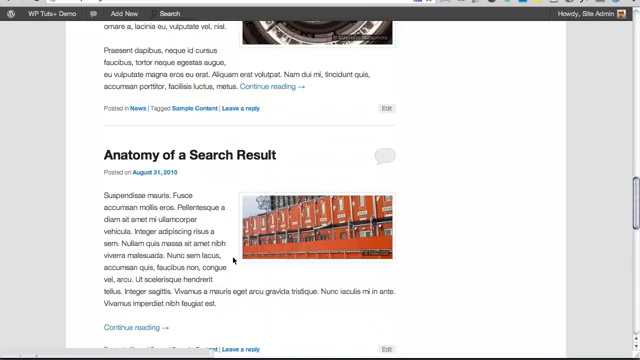 WP Tuts+ Demo Add New Search Howdy, Site Admin
ornare a, lacinia eu, vulputate vel, nisl.
Praesent dapibus, neque id cursus
faucibus, tortor neque egestas augue,
eu vulputate magna eros eu erat. Aliquam erat volutpat. Nam dui mi, tincidunt quis,
accumsan porttitor, facilisis luctus, metus. Continue reading →
Posted in News | Tagged Sample Content | Leave a reply Edit
Anatomy of a Search Result
Posted on August 31, 2010
Suspendisse mauris. Fusce
accumsan mollis eros. Pellentesque a
diam sit amet mi ullamcorper
vehicula. Integer adipiscing risus a
sem. Nullam quis massa sit amet nibh
viverra malesuada. Nunc sem lacus,
accumsan quis, faucibus non, congue
vel, arcu. Ut scelerisque hendrerit
tellus. Integer sagittis. Vivamus a mauris eget arcu gravida tristique. Nunc iaculis mi in ante.
Vivamus imperdiet nibh feugiat est.
Continue reading →
Leave a reply Edit